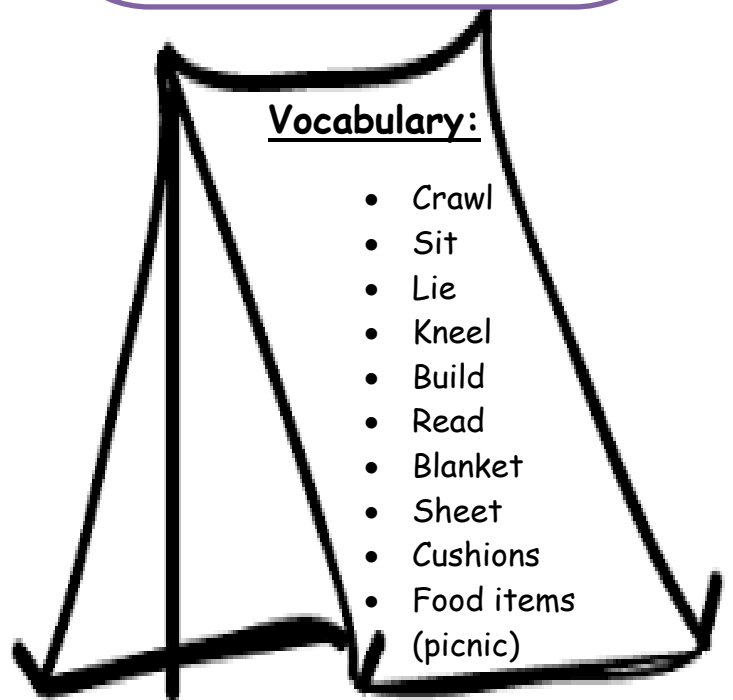 Vocabulary:
• Crawl
• Sit
• Lie
• Kneel
• Build
• Read
• Blanket
• Sheet
• Cushions
• Food items
(picnic)